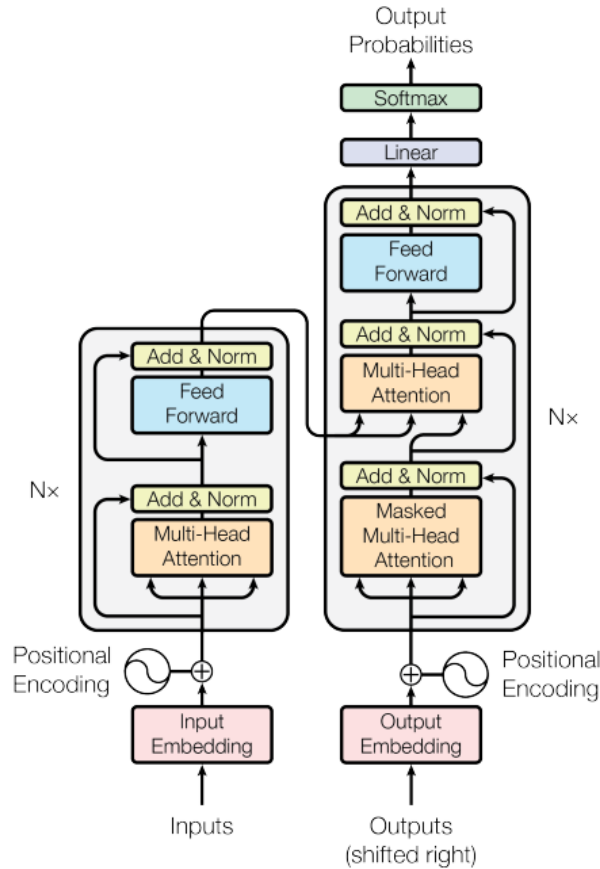 Output
Probabilities
Softmax
Linear
Add & Norm
Feed
Forward
Add & Norm
Multi-Head
Attention
Nx
Add & Norm
Masked
Multi-Head
Attention
Positional
Encoding
Output
Embedding
Outputs
(shifted right)
Add & Norm
Feed
Forward
Nx
Add & Norm
Multi-Head
Attention
Positional
Encoding
Input
Embedding
Inputs